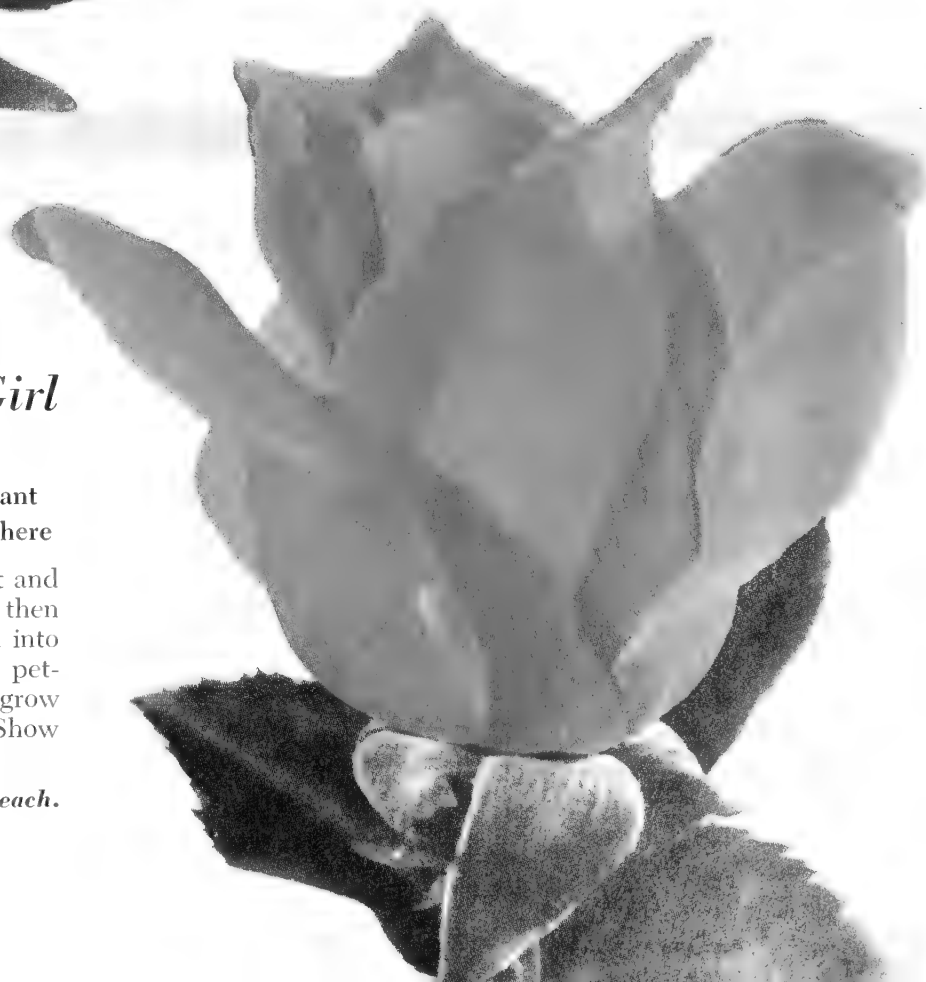 Girl
ant
here
t and
then
into
pet-
grow
Show
each.